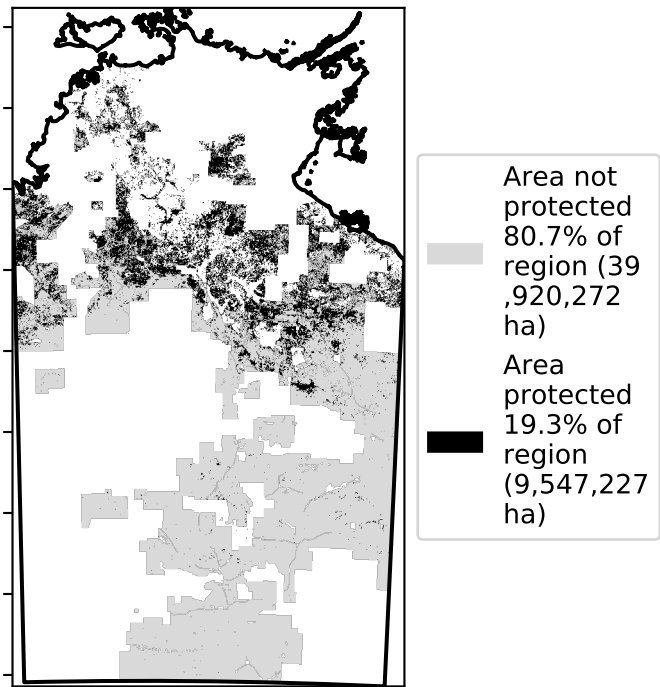 Area not
protected
80.7% of
region (39
,920,272
ha)
Area
protected
19.3% of
region
(9,547,227
ha)